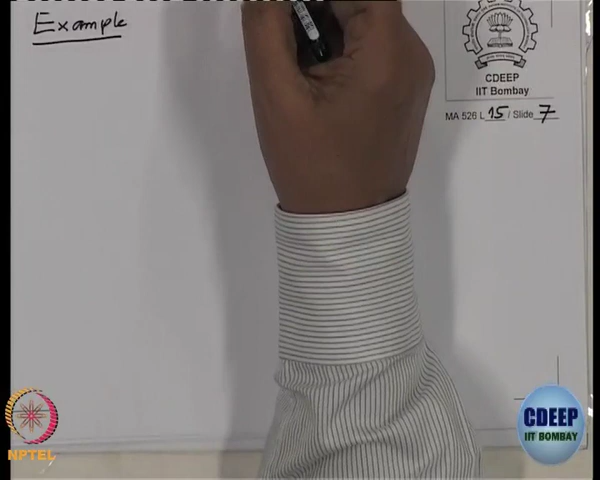 Example
CDEEP
IIT Bombay
MA 526 L 15 / Slide 7
NPTEL
CDEEP
IIT BOMBAY